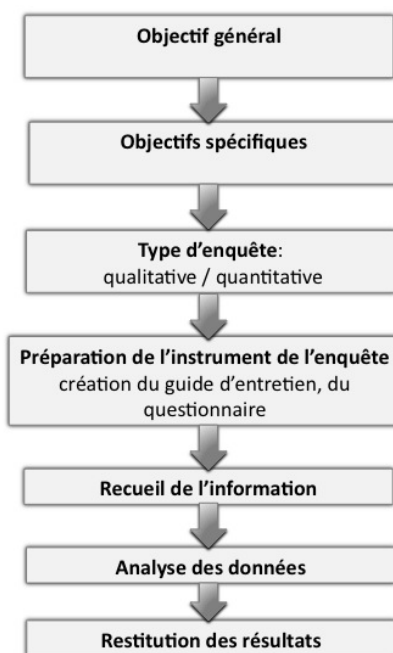 Objectif général
Objectifs spécifiques
Type d'enquête:
qualitative / quantitative
Préparation de l'instrument de l'enquête
création du guide d'entretien, du
questionnaire
Recueil de l'information
Analyse des données
Restitution des résultats